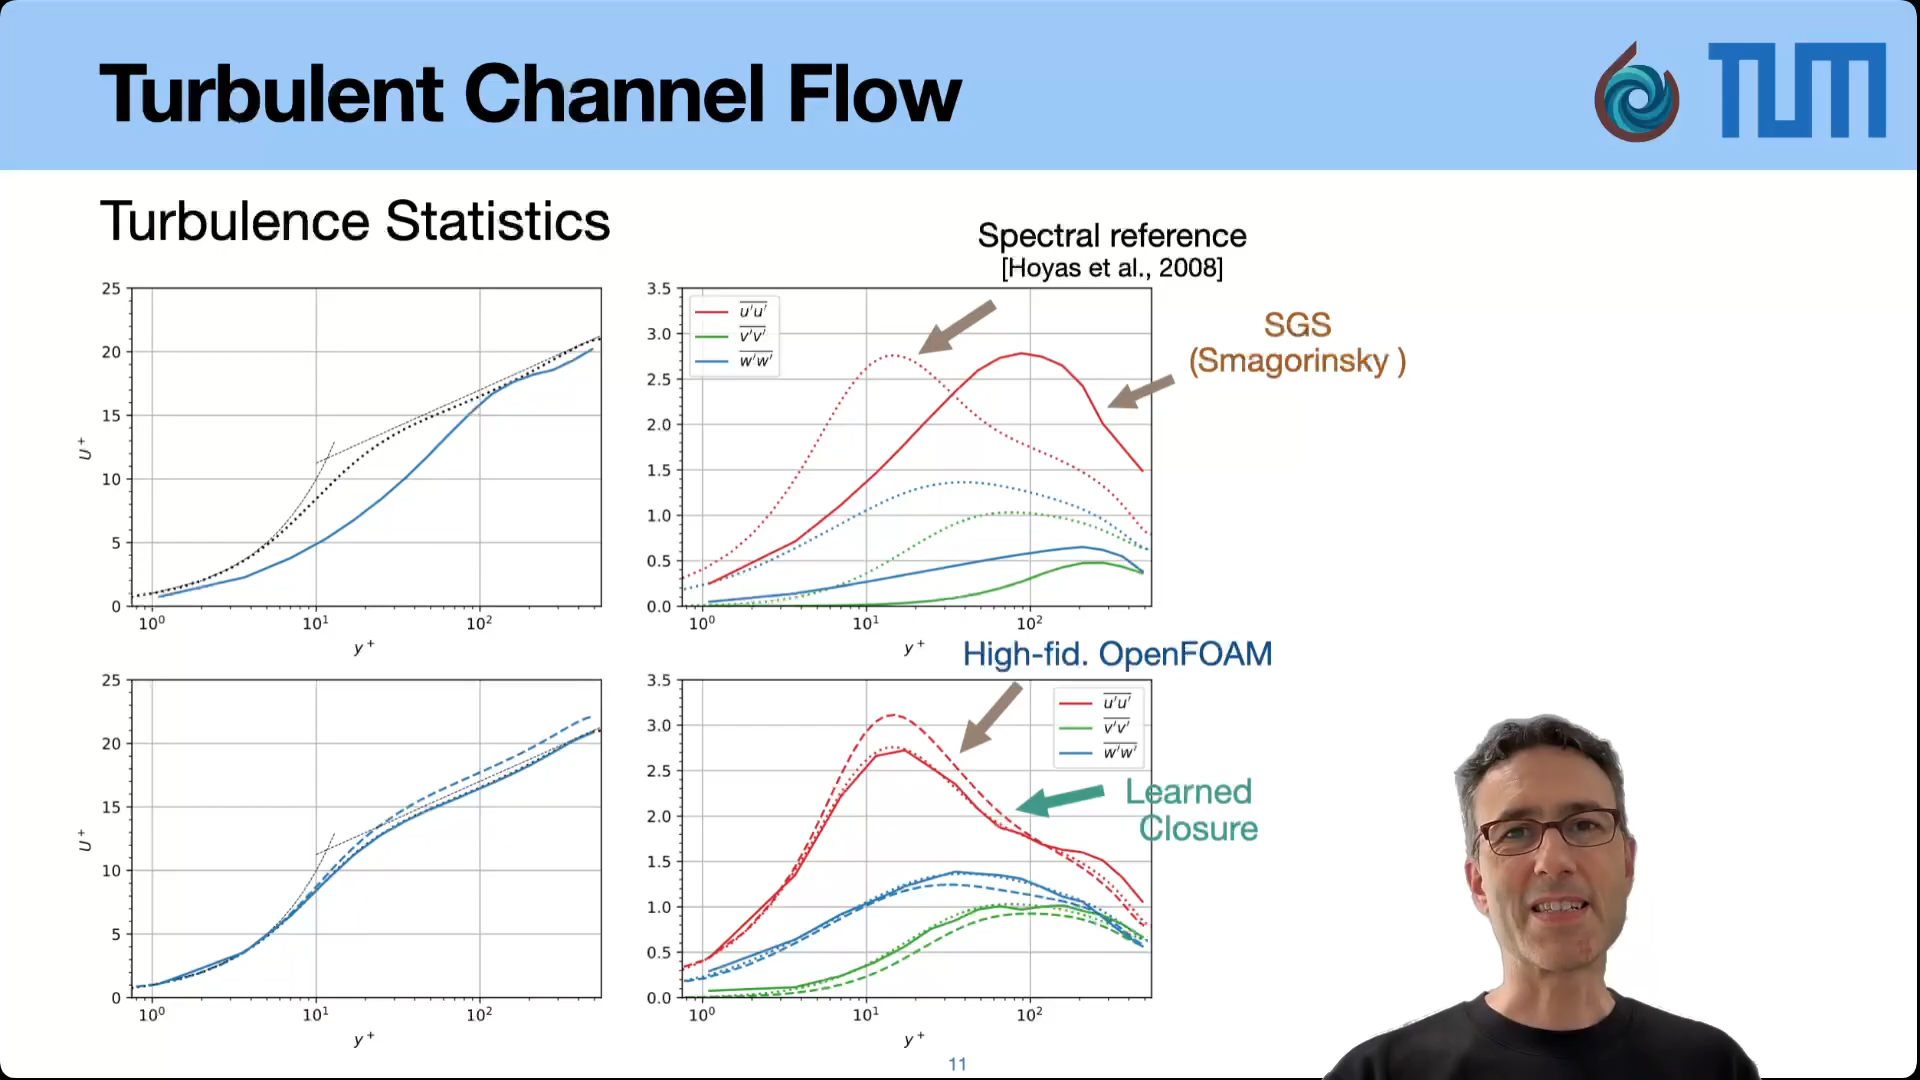 Turbulent Channel Flow
TUM
Turbulence Statistics
Spectral reference
[Hoyas et al., 2008]
SGS
(Smagorinsky )
25
20
15
10
5
0
U⁺
10⁰
10¹
10²
y⁺
3.5
3.0
2.5
2.0
1.5
1.0
0.5
0.0
u'u'
v'v'
w'w'
10⁰
10¹
10²
y⁺
High-fid. OpenFOAM
25
20
15
10
5
0
U⁺
10⁰
10¹
10²
y⁺
3.5
3.0
2.5
2.0
1.5
1.0
0.5
0.0
u'u'
v'v'
w'w'
Learned
Closure
10⁰
10¹
10²
y⁺
11